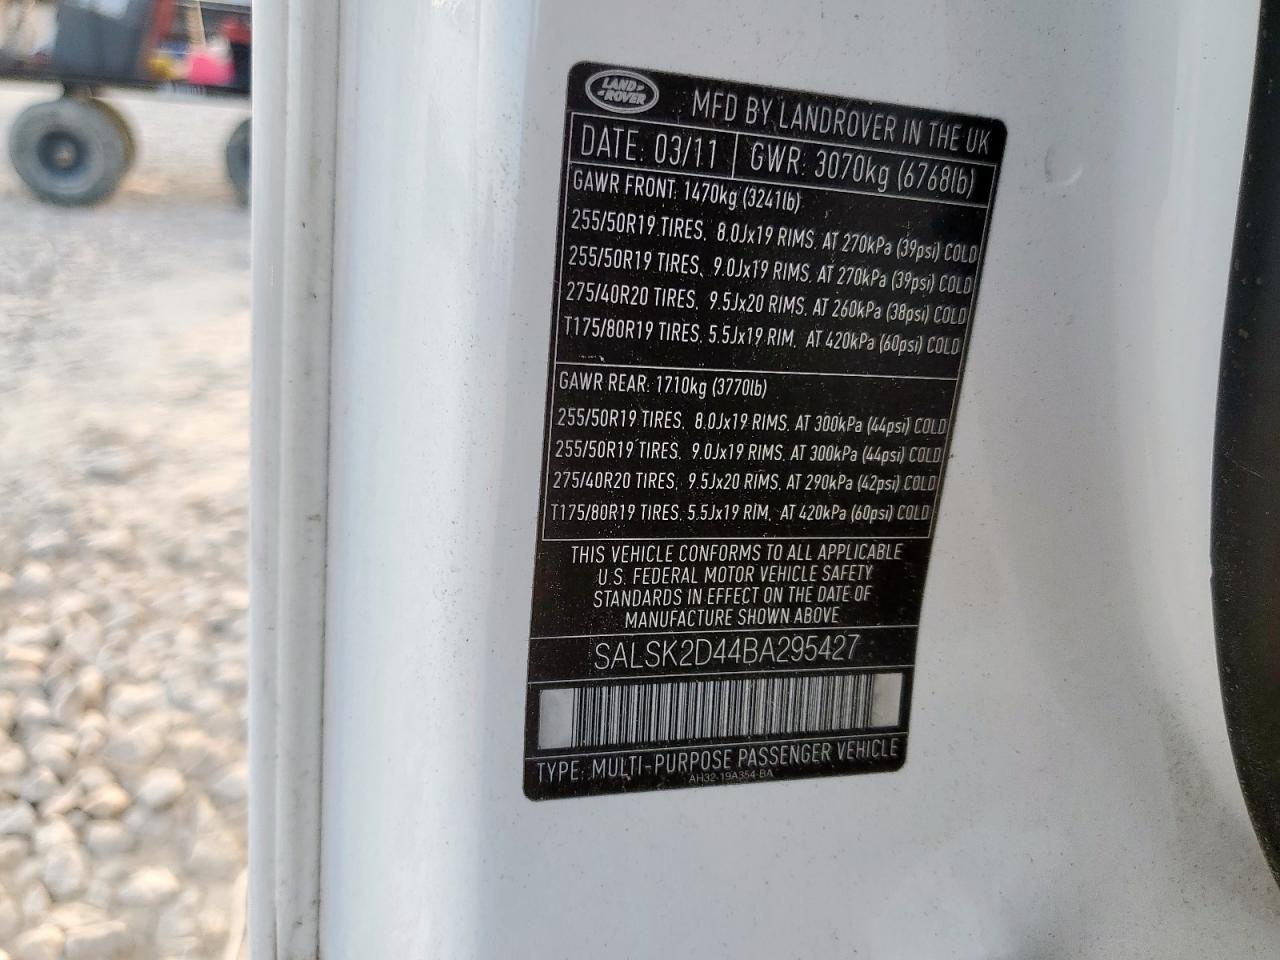 LAND ROVER
MFD BY LANDROVER IN THE UK
DATE: 03/11 GWR: 3070kg (6768lb)
GAWR FRONT: 1470kg (3241lb)
255/50R19 TIRES, 8.0Jx19 RIMS, AT 270kPa (39psi) COLD
255/50R19 TIRES, 9.0Jx19 RIMS, AT 270kPa (39psi) COLD
275/40R20 TIRES, 9.5Jx20 RIMS, AT 260kPa (38psi) COLD
T175/80R19 TIRES, 5.5Jx19 RIM, AT 420kPa (60psi) COLD
GAWR REAR: 1710kg (3770lb)
255/50R19 TIRES, 8.0Jx19 RIMS, AT 300kPa (44psi) COLD
255/50R19 TIRES, 9.0Jx19 RIMS, AT 300kPa (44psi) COLD
275/40R20 TIRES, 9.5Jx20 RIMS, AT 290kPa (42psi) COLD
T175/80R19 TIRES, 5.5Jx19 RIM, AT 420kPa (60psi) COLD
THIS VEHICLE CONFORMS TO ALL APPLICABLE
U.S. FEDERAL MOTOR VEHICLE SAFETY
STANDARDS IN EFFECT ON THE DATE OF
MANUFACTURE SHOWN ABOVE
SALSK2D44BA295427
TYPE: MULTI-PURPOSE PASSENGER VEHICLE
AH32-19A354-BA